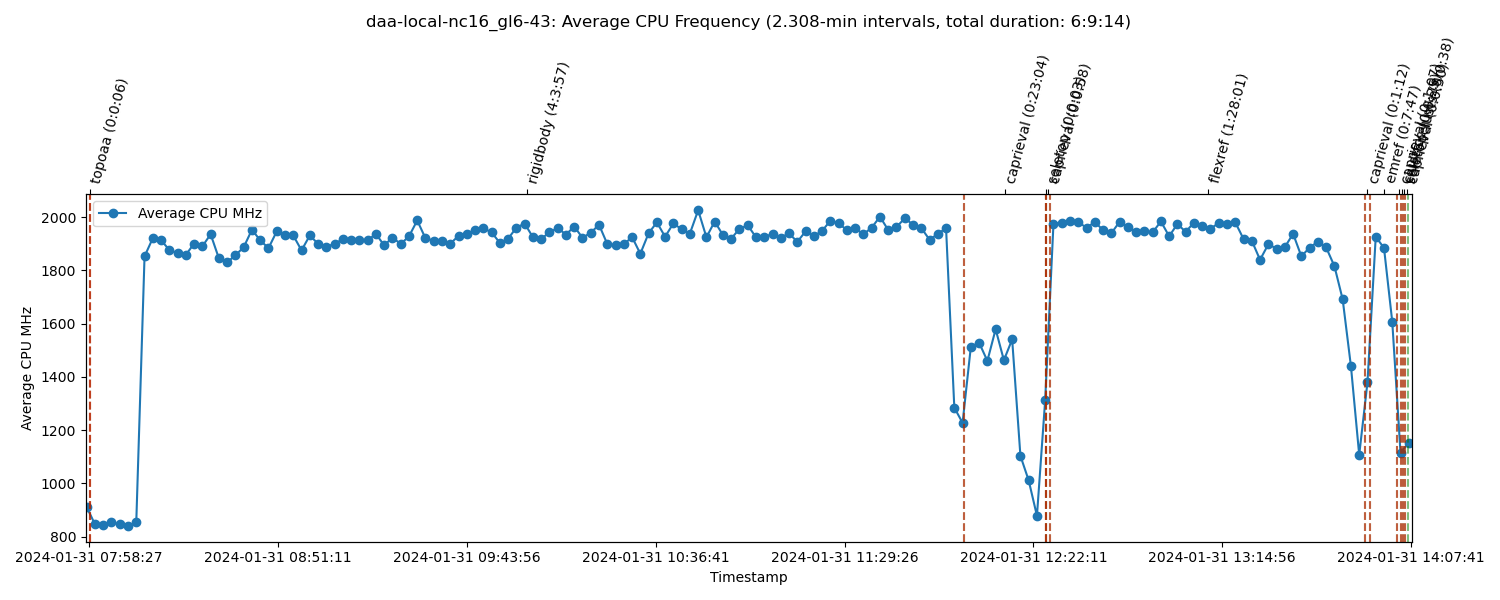 daa-local-nc16_gl6-43: Average CPU Frequency (2.308-min intervals, total duration: 6:9:14)
topoaa (0:0:06)
rigidbody (4:3:57)
caprieval (0:23:04)
caprieval (0:0:58)
flexref (1:28:01)
caprieval (0:1:12)
emref (0:7:47)
Average CPU MHz
2000
1800
1600
1400
1200
1000
800
Average CPU MHz
2024-01-31 07:58:27
2024-01-31 08:51:11
2024-01-31 09:43:56
2024-01-31 10:36:41
2024-01-31 11:29:26
2024-01-31 12:22:11
2024-01-31 13:14:56
2024-01-31 14:07:41
Timestamp